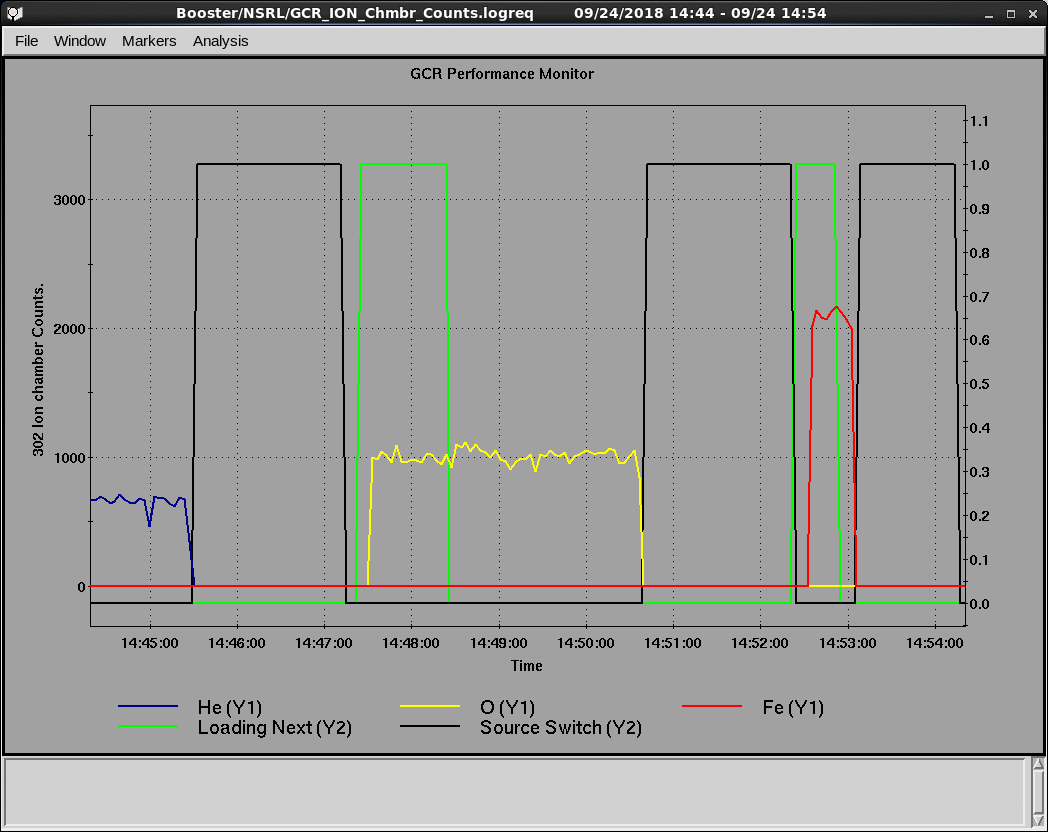 Booster/NSRL/GCR_ION_Chmbr_Counts.logreq 09/24/2018 14:44 - 09/24 14:54
File Window Markers Analysis
GCR Performance Monitor
302 Ion chamber Counts.
3000
2000
1000
0
1.1
1.0
0.9
0.8
0.7
0.6
0.5
0.4
0.3
0.2
0.1
0.0
14:45:00 14:46:00 14:47:00 14:48:00 14:49:00 14:50:00 14:51:00 14:52:00 14:53:00 14:54:00
Time
He (Y1) O (Y1) Fe (Y1)
Loading Next (Y2) Source Switch (Y2)